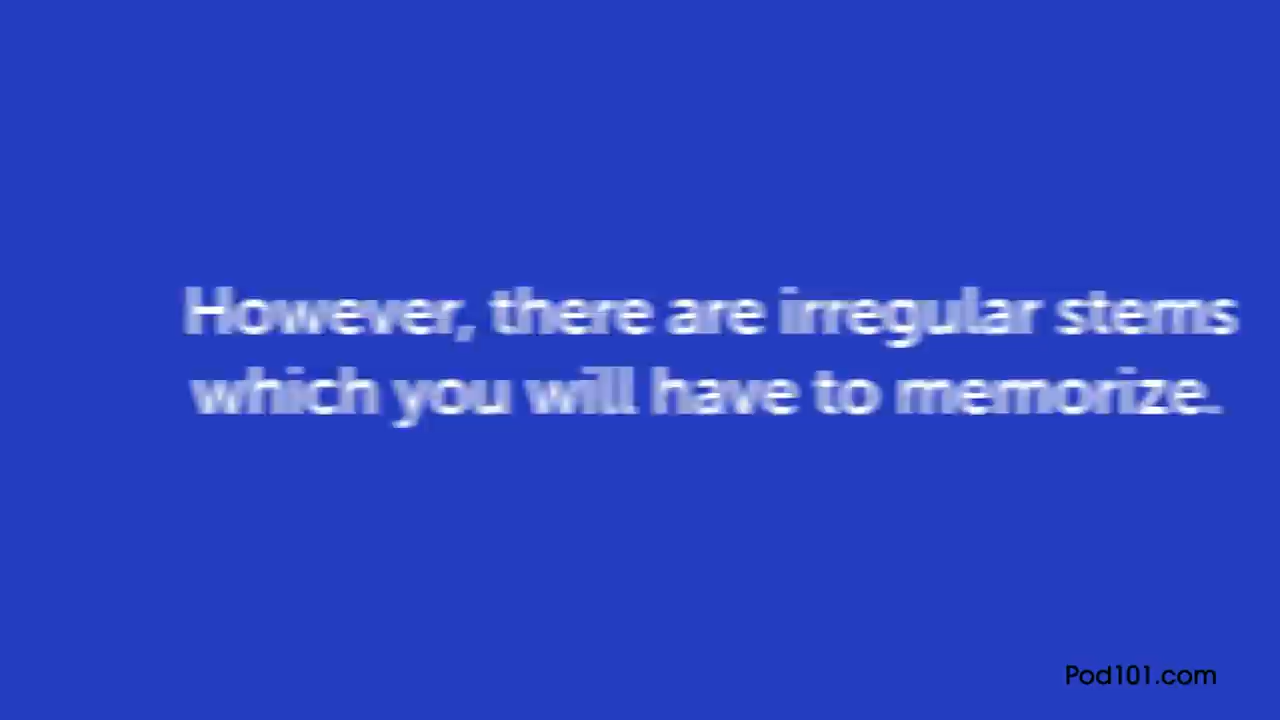 However, there are irregular stems
which you will have to memorize.
Pod101.com